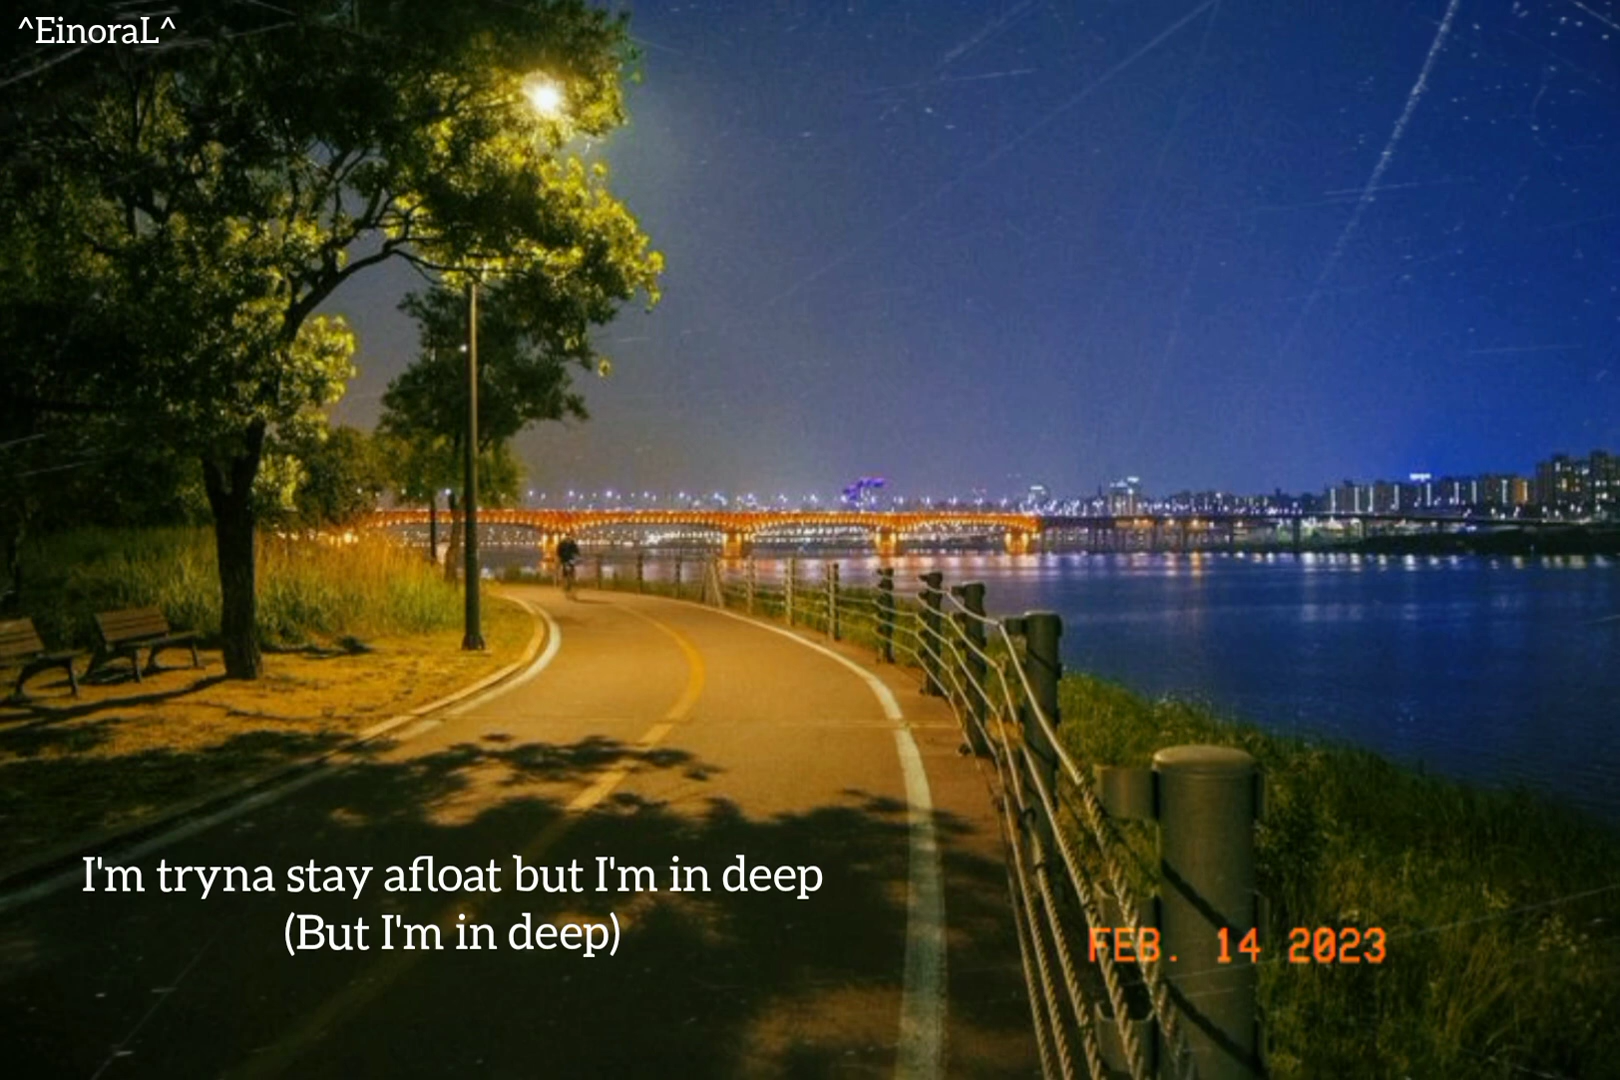 ^EinoraL^
I'm tryna stay afloat but I'm in deep
(But I'm in deep)
FEB. 14 2023